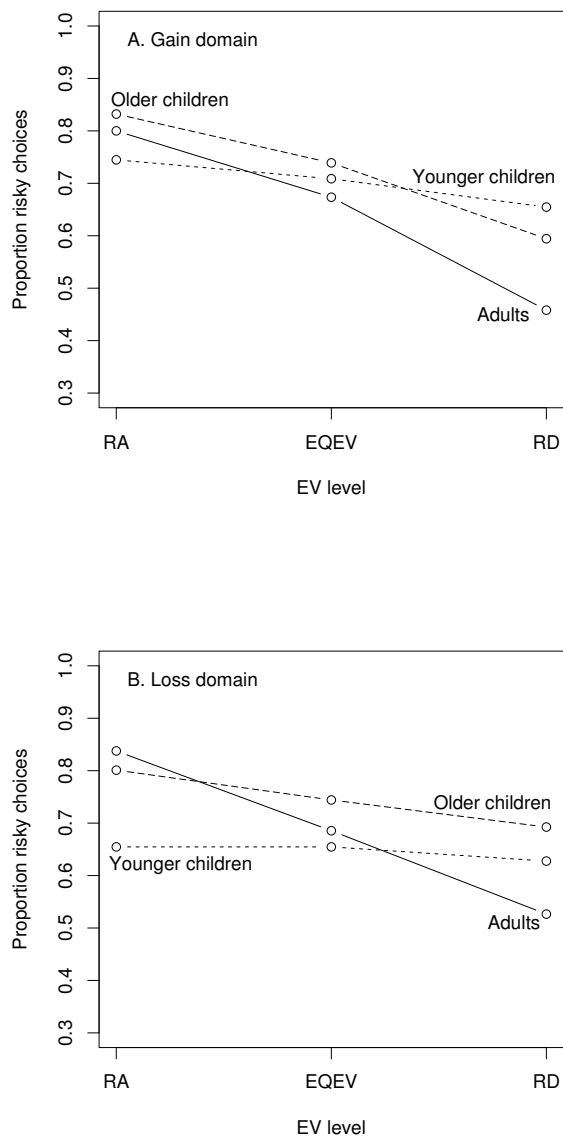 A. Gain domain
Older children
Younger children
Adults
Proportion risky choices
1.0
0.9
0.8
0.7
0.6
0.5
0.4
0.3
RA EQEV RD
EV level
B. Loss domain
Older children
Younger children
Adults
Proportion risky choices
1.0
0.9
0.8
0.7
0.6
0.5
0.4
0.3
RA EQEV RD
EV level